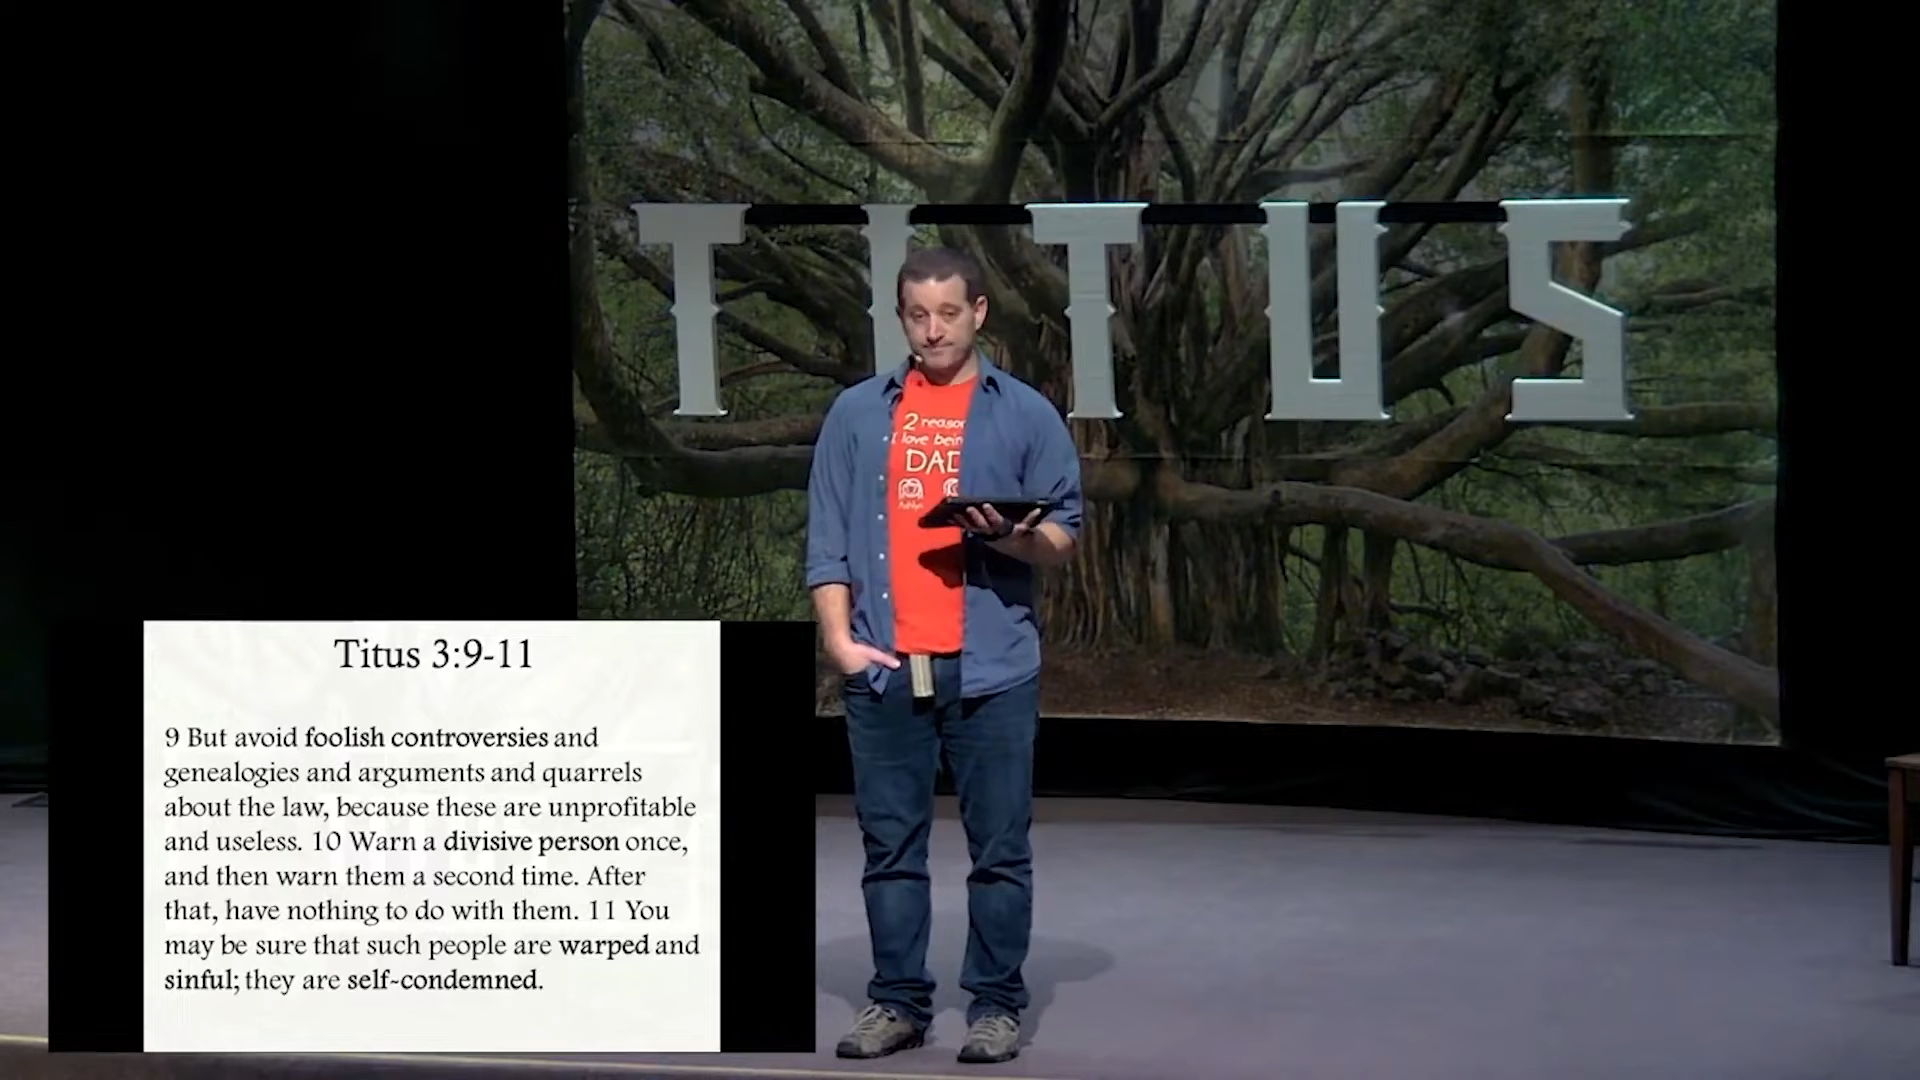 TITUS
2 reason
I love bein
DAD
Ashlyn
Titus 3:9-11
9 But avoid foolish controversies and
genealogies and arguments and quarrels
about the law, because these are unprofitable
and useless. 10 Warn a divisive person once,
and then warn them a second time. After
that, have nothing to do with them. 11 You
may be sure that such people are warped and
sinful; they are self-condemned.